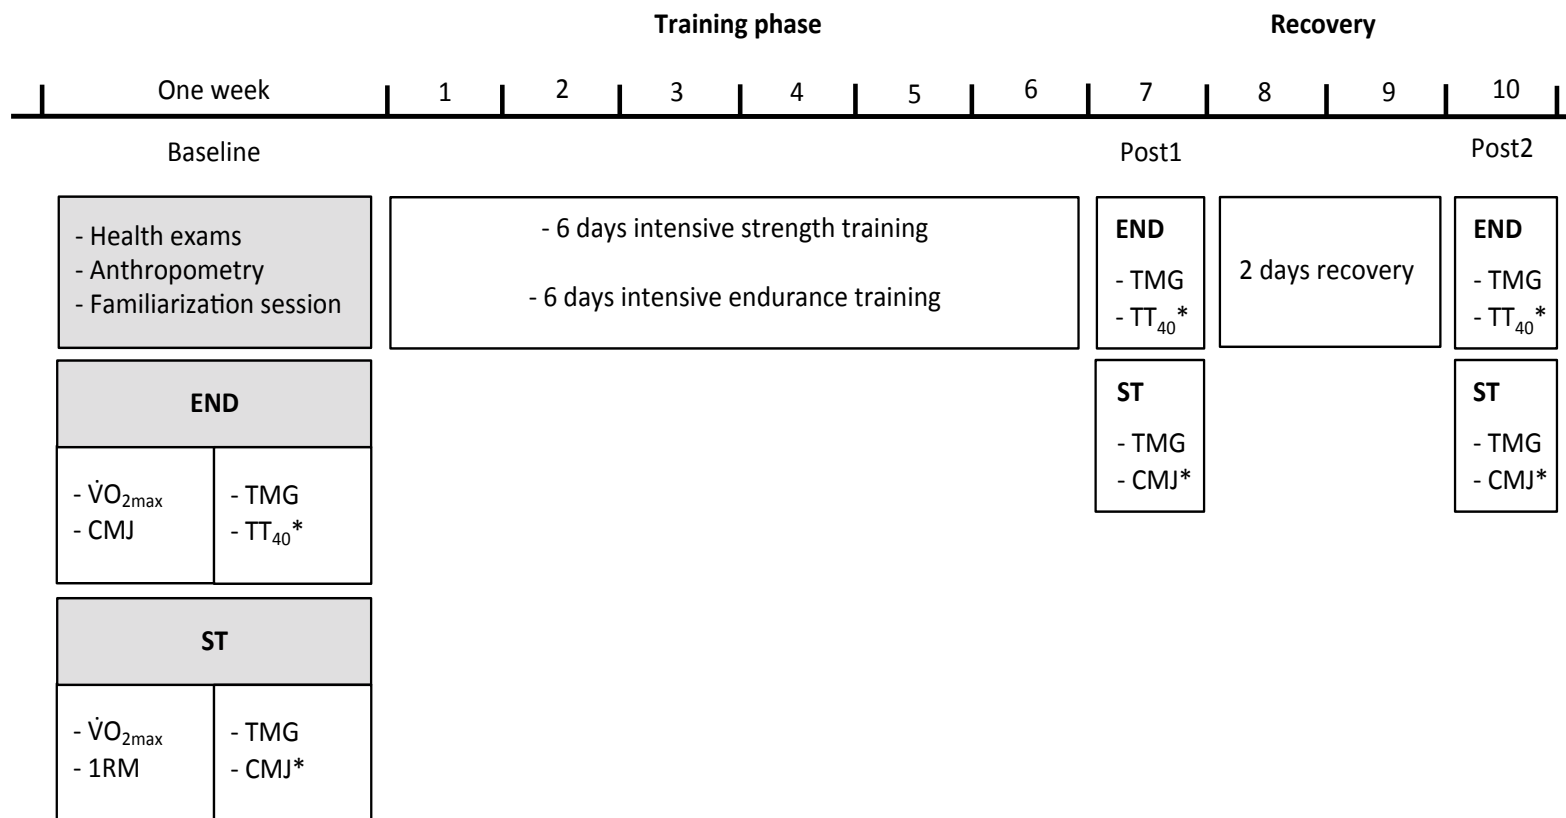 Training phase
Recovery
One week 1 2 3 4 5 6 7 8 9 10
Baseline
Post1
Post2
- Health exams
- Anthropometry
- Familiarization session
- 6 days intensive strength training
- 6 days intensive endurance training
END
- TMG
- TT₄₀*
2 days recovery
END
- TMG
- TT₄₀*
ST
- TMG
- CMJ*
ST
- TMG
- CMJ*
END
- V̇O₂max
- CMJ
- TMG
- TT₄₀*
ST
- V̇O₂max
- 1RM
- TMG
- CMJ*